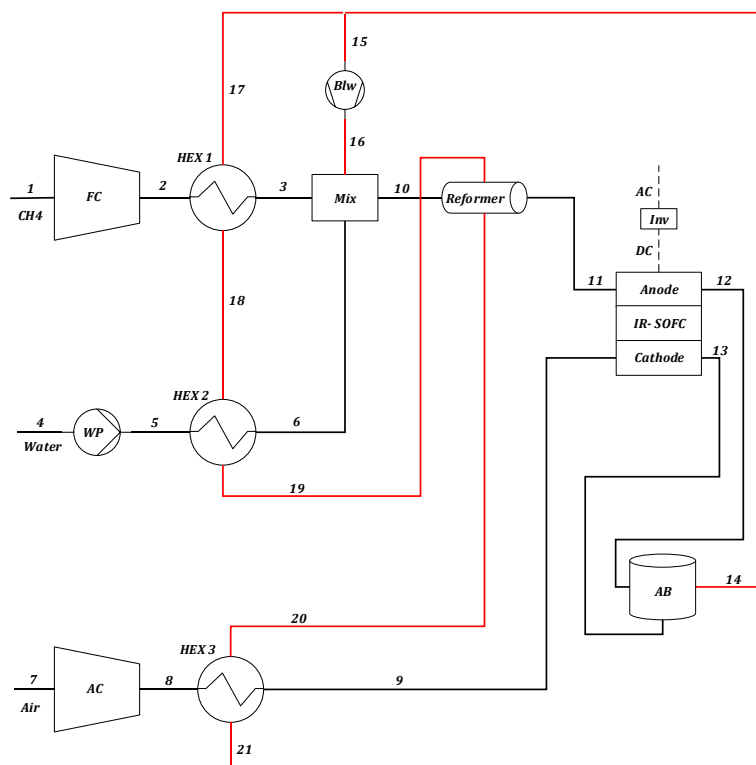 15
Blw
17
16
HEX 1
1
2
3
10
AC
CH4
FC
Mix
Reformer
Inv
DC
18
11
12
Anode
IR- SOFC
Cathode
13
HEX 2
4
5
6
Water
WP
19
14
AB
20
HEX 3
7
8
9
Air
AC
21